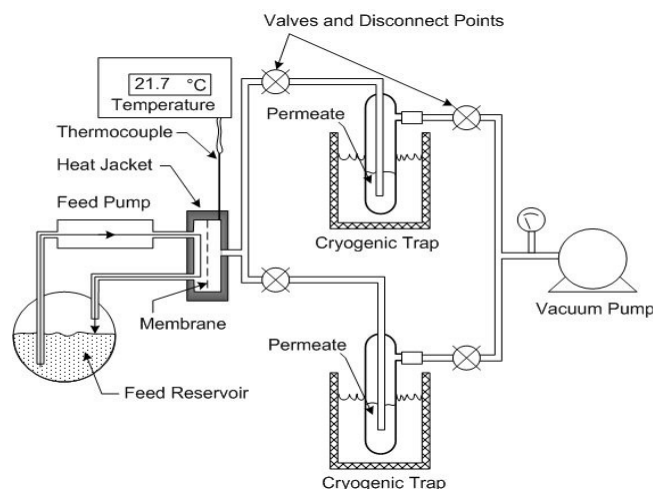 Valves and Disconnect Points
21.7 °C
Temperature
Thermocouple
Heat Jacket
Feed Pump
Permeate
Cryogenic Trap
Membrane
Feed Reservoir
Vacuum Pump
Permeate
Cryogenic Trap